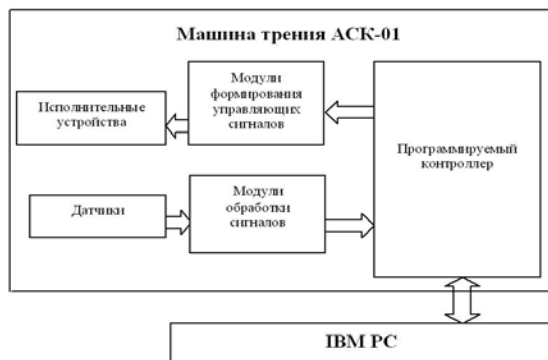 Машина трения АСК-01
Модули
формирования
управляющих
сигналов
Исполнительные
устройства
Программируемый
контроллер
Датчики
Модули
обработки
сигналов
IBM PC